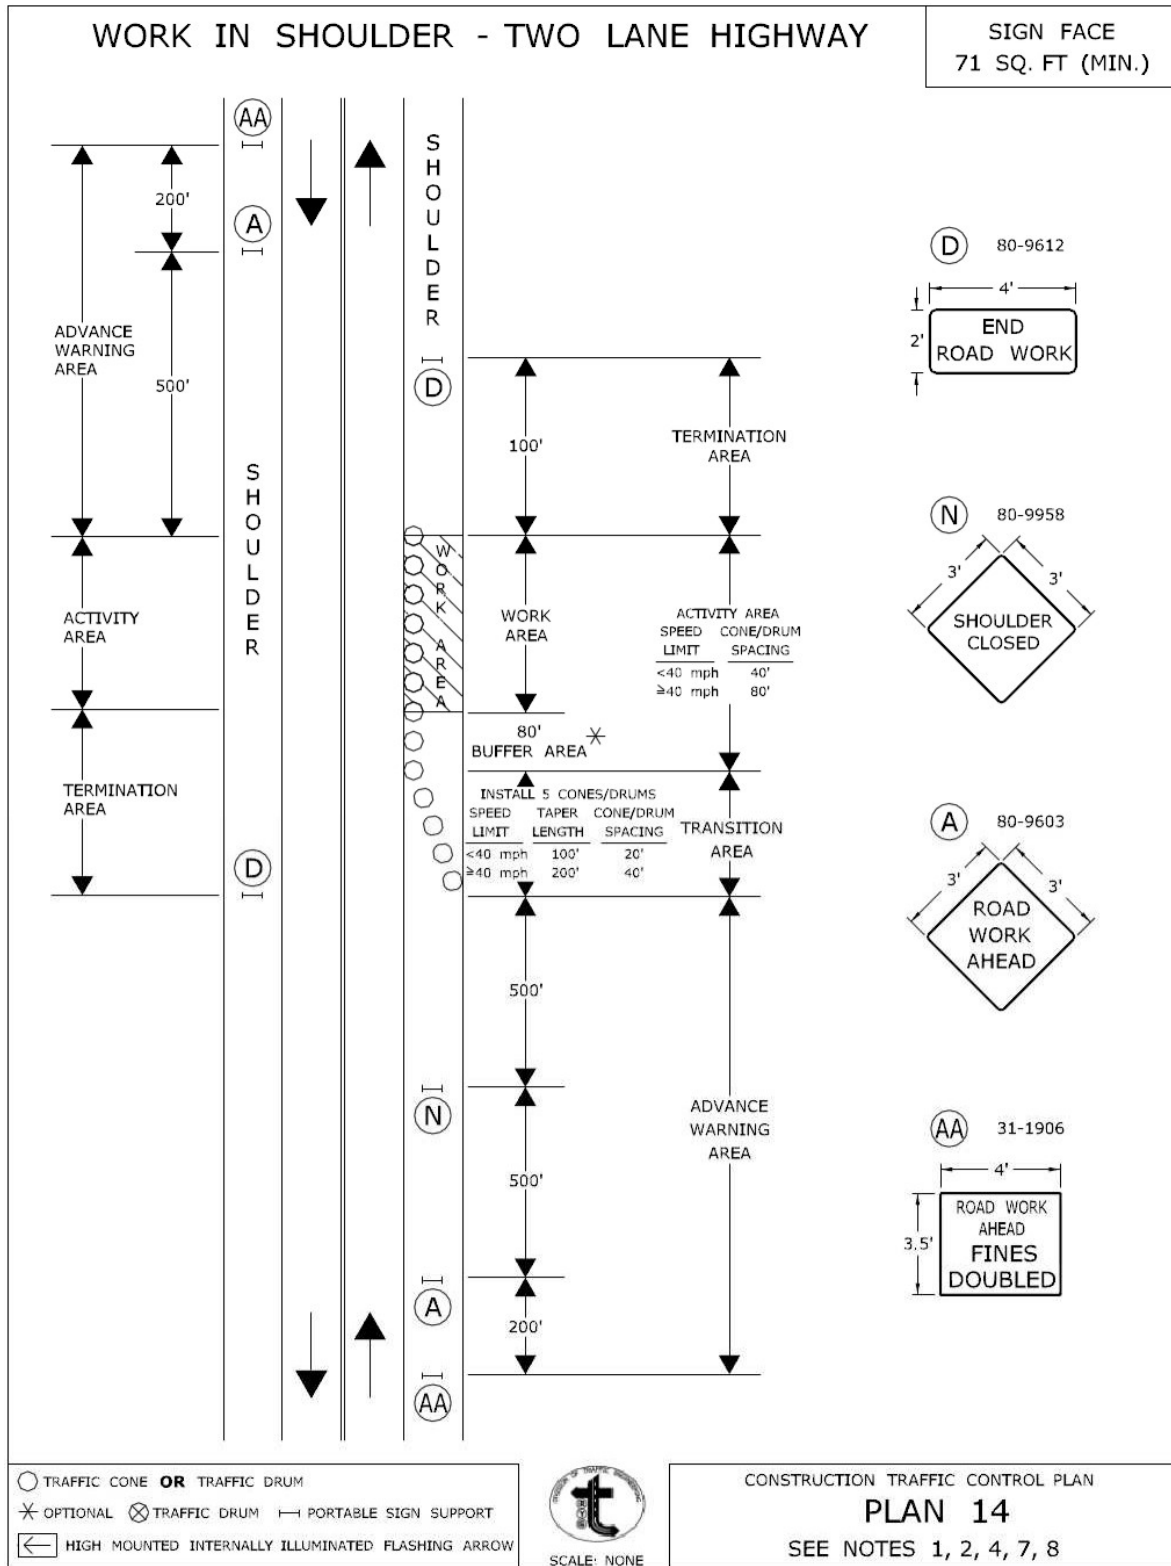 WORK IN SHOULDER - TWO LANE HIGHWAY
SIGN FACE
71 SQ. FT (MIN.)
AA
A
200'
500'
ADVANCE
WARNING
AREA
ACTIVITY
AREA
TERMINATION
AREA
SHOULDER
D
SHOULDER
D
100'
TERMINATION
AREA
WORK AREA
WORK
AREA
ACTIVITY AREA
SPEED CONE/DRUM
LIMIT SPACING
<40 mph 40'
≥40 mph 80'
80'
BUFFER AREA
INSTALL 5 CONES/DRUMS
SPEED TAPER CONE/DRUM
LIMIT LENGTH SPACING
<40 mph 100' 20'
≥40 mph 200' 40'
TRANSITION
AREA
500'
N
500'
ADVANCE
WARNING
AREA
A
200'
AA
D 80-9612
4'
2'
END
ROAD WORK
N 80-9958
3' 3'
SHOULDER
CLOSED
A 80-9603
3' 3'
ROAD
WORK
AHEAD
AA 31-1906
4'
3.5'
ROAD WORK
AHEAD
FINES
DOUBLED
TRAFFIC CONE OR TRAFFIC DRUM
OPTIONAL TRAFFIC DRUM PORTABLE SIGN SUPPORT
HIGH MOUNTED INTERNALLY ILLUMINATED FLASHING ARROW
DIVISION OF TRAFFIC ENGINEERING
t
SCALE: NONE
CONSTRUCTION TRAFFIC CONTROL PLAN
PLAN 14
SEE NOTES 1, 2, 4, 7, 8